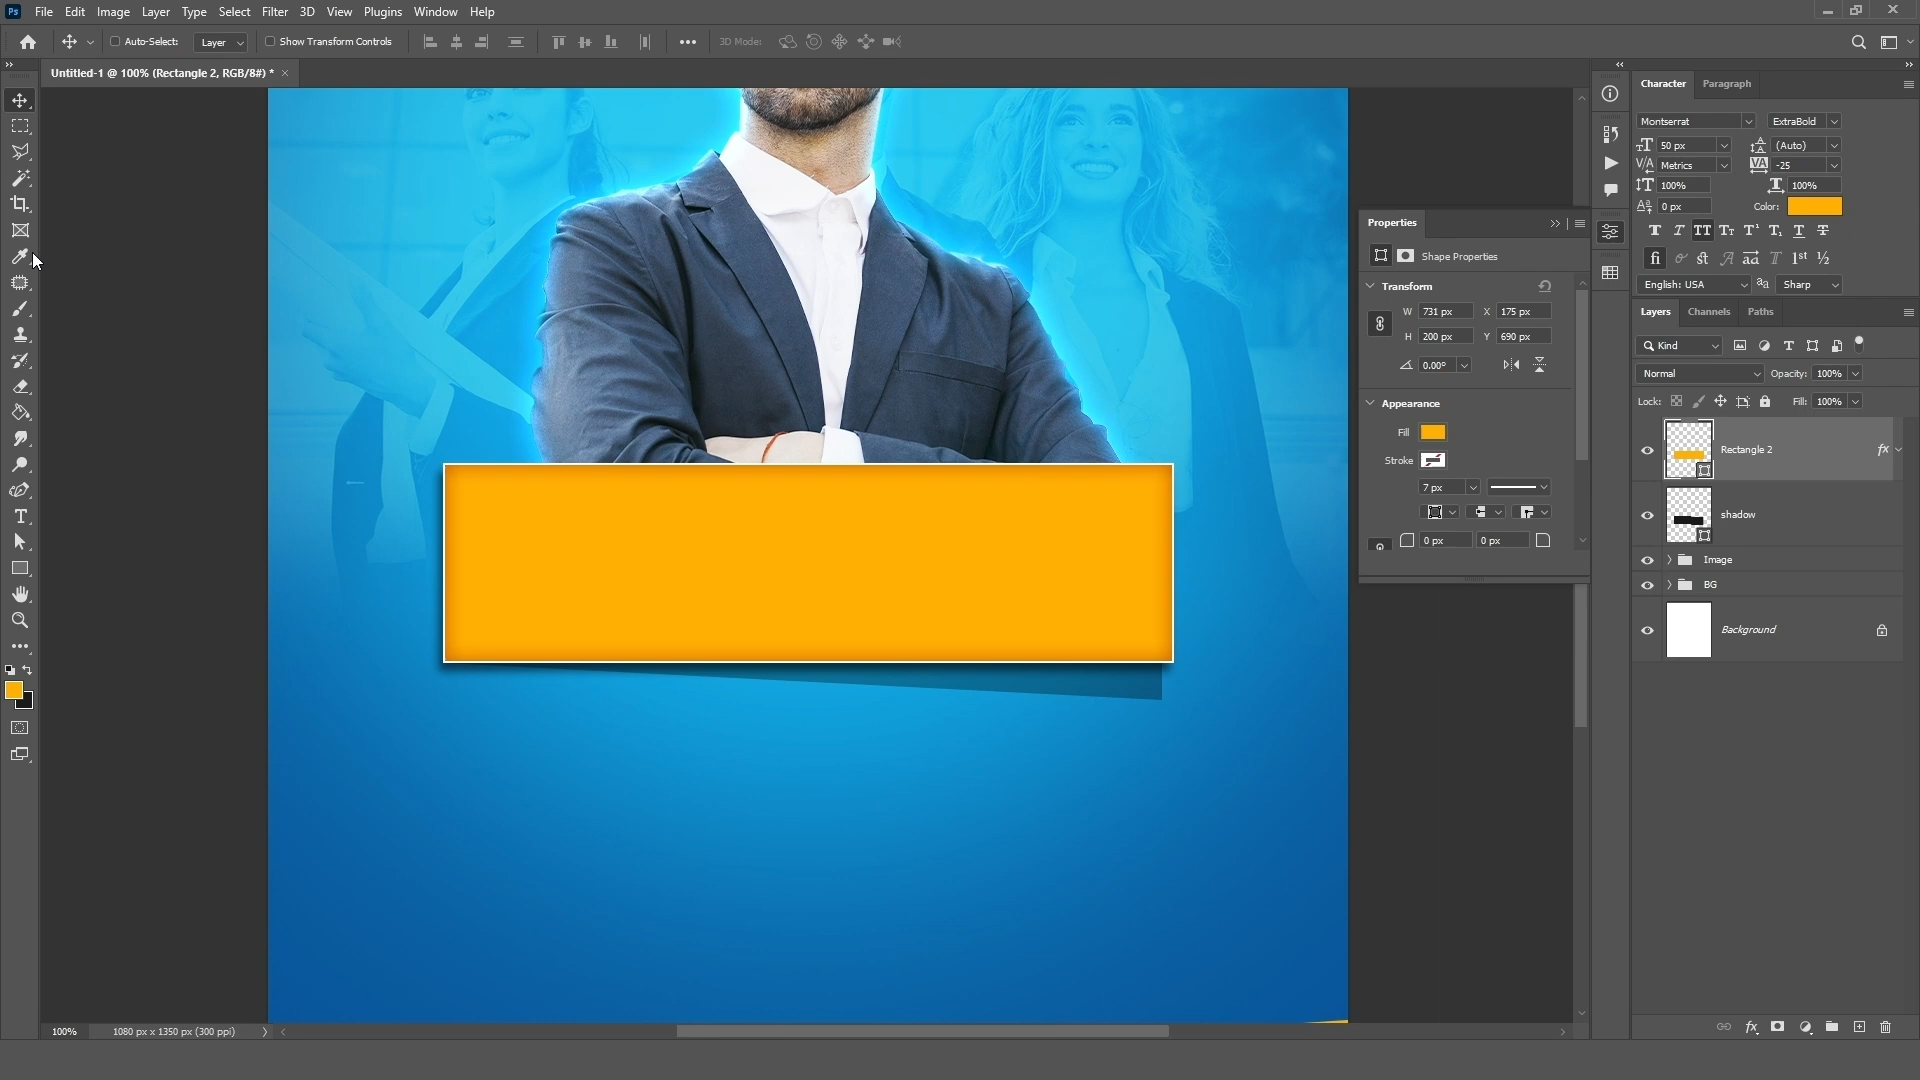 Ps File Edit Image Layer Type Select Filter 3D View Plugins Window Help
Auto-Select: Layer Show Transform Controls 3D Mode:
Untitled-1 @ 100% (Rectangle 2, RGB/8#) *
Character Paragraph
Montserrat ExtraBold
50 px (Auto)
Metrics -25
100% 100%
0 px Color:
English: USA Sharp
Properties
Shape Properties
Transform
W 731 px X 175 px
H 200 px Y 690 px
0.00°
Appearance
Fill
Stroke
7 px
0 px 0 px
Layers Channels Paths
Kind
Normal Opacity: 100%
Lock: Fill: 100%
Rectangle 2 fx
shadow
Image
BG
Background
100% 1080 px x 1350 px (300 ppi)